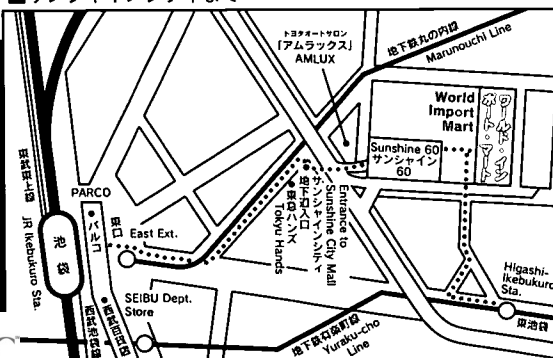 トヨタオートサロン
「アムラックス」
AMLUX
地下鉄丸の内線
Marunouchi Line
World
Import
Mart
ワールド・イン
ポート・マート
Sunshine 60
サンシャイン
60
東武東上線
JR Ikebukuro Sta.
池袋
PARCO
パルコ
東口
East Ext.
Entrance to
Sunshine City Mall
サンシャインシティ
地下道入口
東急ハンズ
Tokyu Hands
SEIBU Dept.
Store
西武百貨店
西武池袋線
地下鉄有楽町線
Yuraku-cho
Line
Higashi-
Ikebukuro
Sta.
東池袋